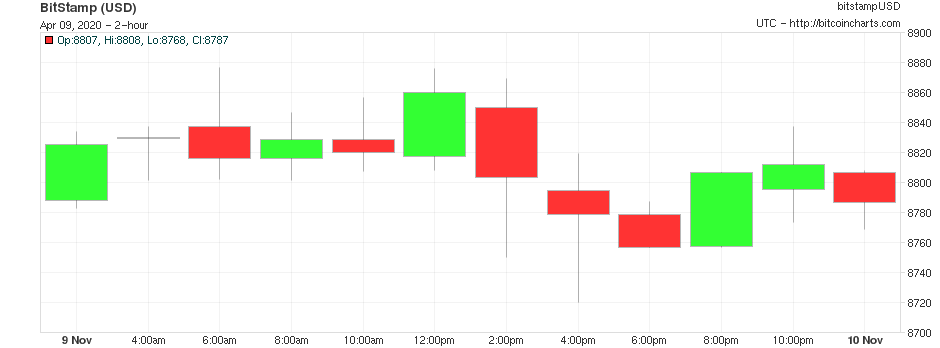 BitStamp (USD)
bitstampUSD
Apr 09, 2020 - 2-hour
UTC - http://bitcoincharts.com
Op:8807, Hi:8808, Lo:8768, Cl:8787
8900
8880
8860
8840
8820
8800
8780
8760
8740
8720
8700
9 Nov 4:00am 6:00am 8:00am 10:00am 12:00pm 2:00pm 4:00pm 6:00pm 8:00pm 10:00pm 10 Nov